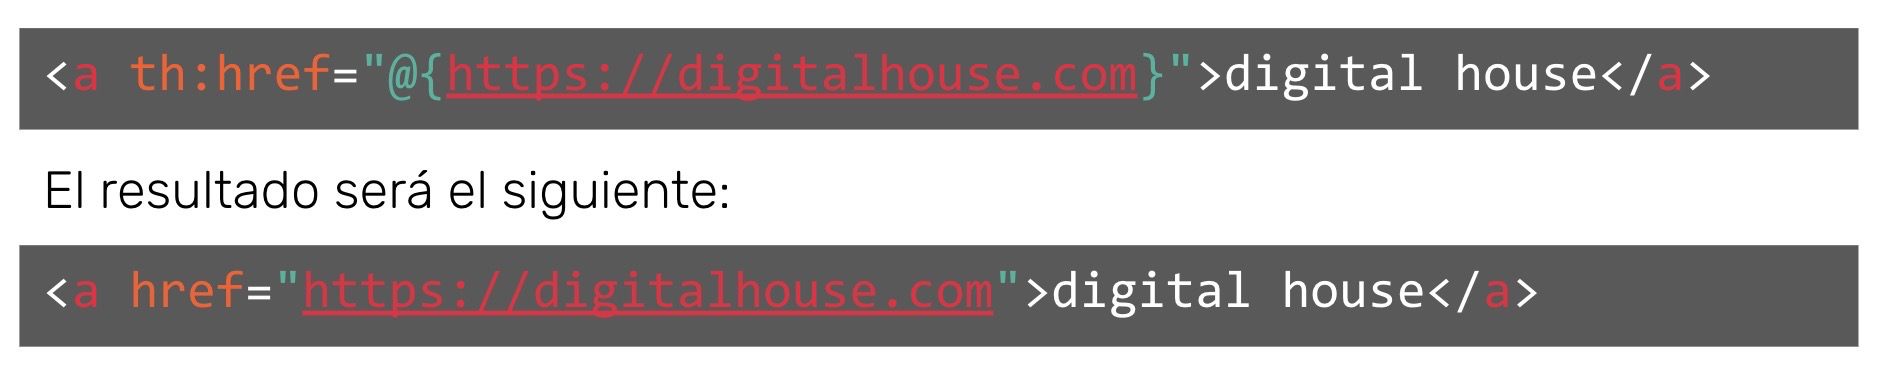 <a th:href="@{https://digitalhouse.com}">digital house</a>
El resultado será el siguiente:
<a href="https://digitalhouse.com">digital house</a>